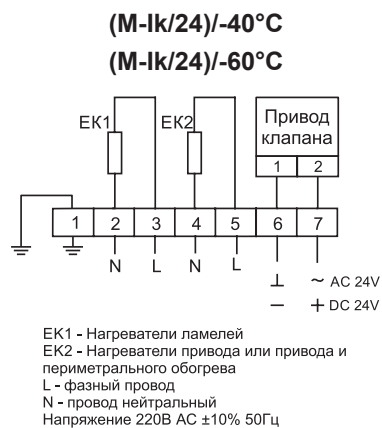 (M-Ik/24)/-40°C
(M-Ik/24)/-60°C
EK1 EK2 Привод
клапана
1 2
1 2 3 4 5 6 7
N L N L
⊥ ~ AC 24V
– + DC 24V
EK1 - Нагреватели ламелей
EK2 - Нагреватели привода или привода и
периметрального обогрева
L - фазный провод
N - провод нейтральный
Напряжение 220В AC ±10% 50Гц